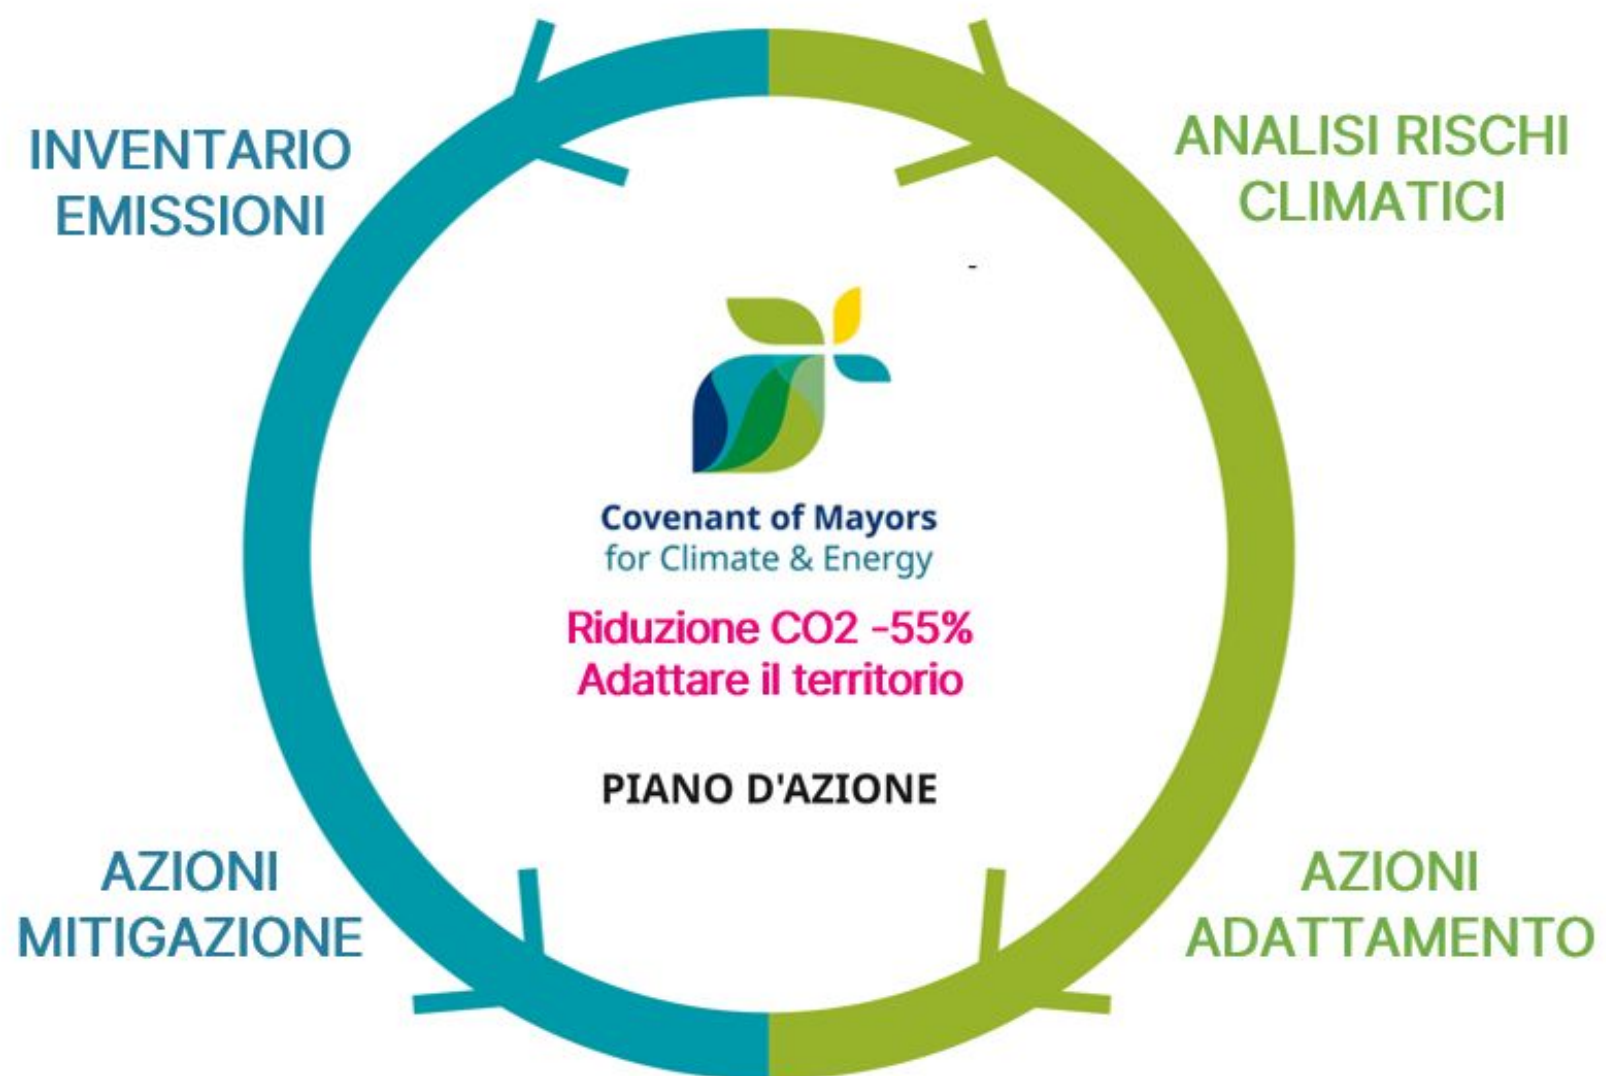 INVENTARIO
EMISSIONI
ANALISI RISCHI
CLIMATICI
-
Covenant of Mayors
for Climate & Energy
Riduzione CO2 -55%
Adattare il territorio
PIANO D'AZIONE
AZIONI
MITIGAZIONE
AZIONI
ADATTAMENTO